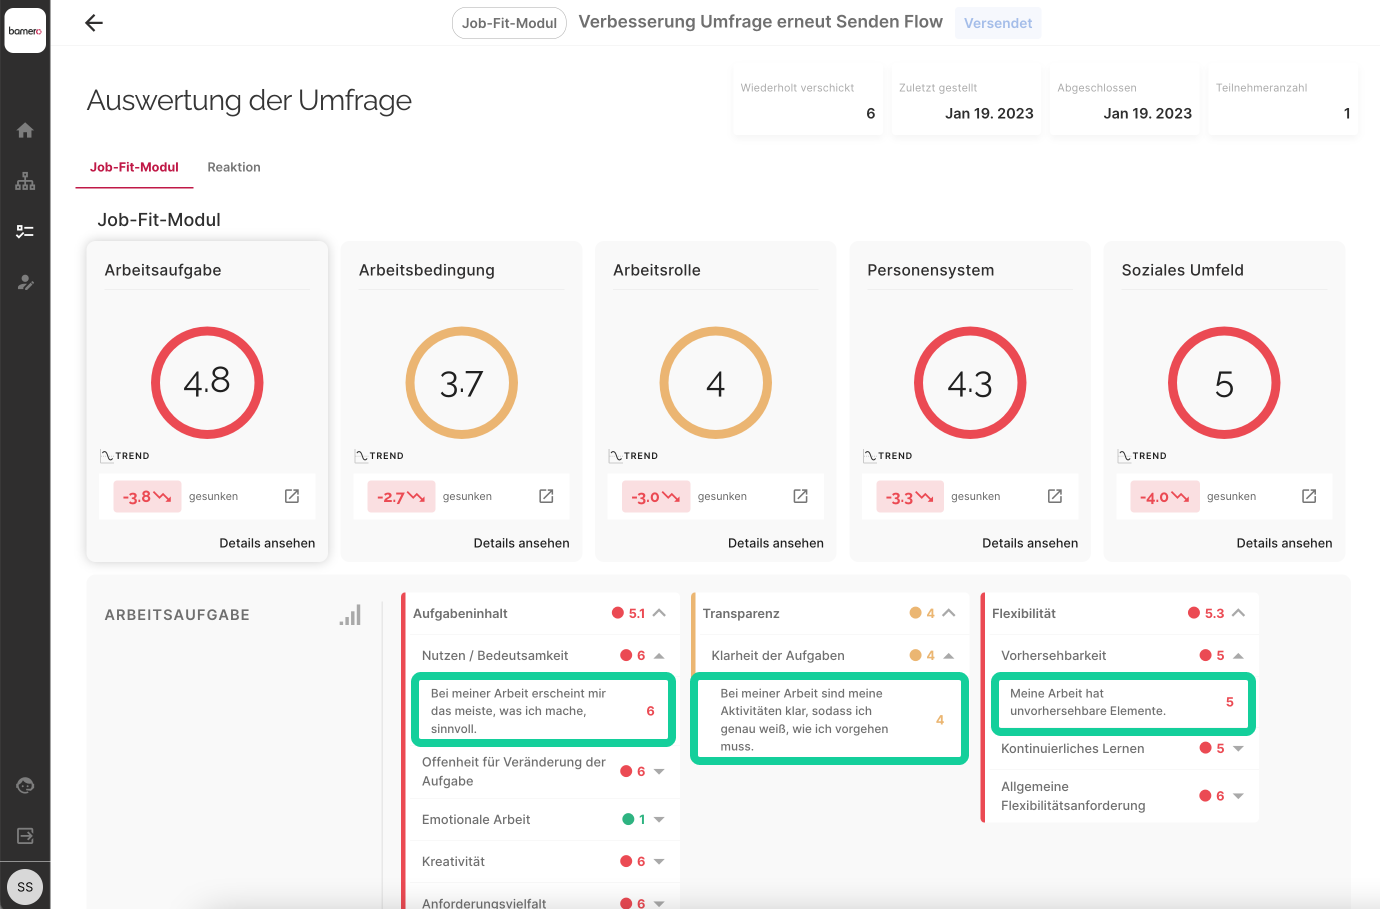 bamero
Job-Fit-Modul
Verbesserung Umfrage erneut Senden Flow
Versendet
Auswertung der Umfrage
Wiederholt verschickt
6
Zuletzt gestellt
Jan 19. 2023
Abgeschlossen
Jan 19. 2023
Teilnehmeranzahl
1
Job-Fit-Modul
Reaktion
Job-Fit-Modul
Arbeitsaufgabe
4.8
TREND
-3.8
gesunken
Details ansehen
Arbeitsbedingung
3.7
TREND
-2.7
gesunken
Details ansehen
Arbeitsrolle
4
TREND
-3.0
gesunken
Details ansehen
Personensystem
4.3
TREND
-3.3
gesunken
Details ansehen
Soziales Umfeld
5
TREND
-4.0
gesunken
Details ansehen
ARBEITSAUFGABE
Aufgabeninhalt
5.1
Nutzen / Bedeutsamkeit
6
Bei meiner Arbeit erscheint mir
das meiste, was ich mache,
sinnvoll.
6
Offenheit für Veränderung der
Aufgabe
6
Emotionale Arbeit
1
Kreativität
6
Anforderungsvielfalt
6
Transparenz
4
Klarheit der Aufgaben
4
Bei meiner Arbeit sind meine
Aktivitäten klar, sodass ich
genau weiß, wie ich vorgehen
muss.
4
Flexibilität
5.3
Vorhersehbarkeit
5
Meine Arbeit hat
unvorhersehbare Elemente.
5
Kontinuierliches Lernen
5
Allgemeine
Flexibilitätsanforderung
6
SS